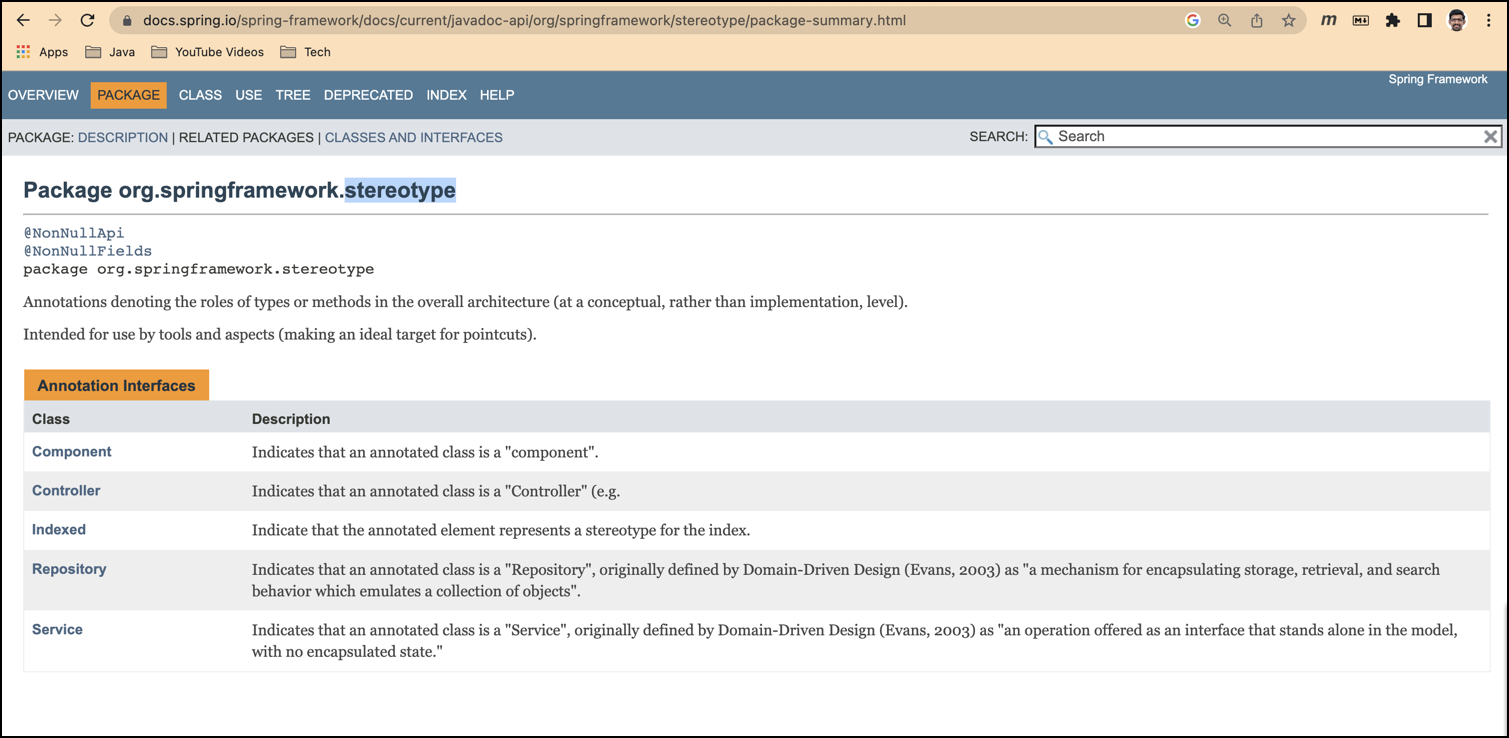 docs.spring.io/spring-framework/docs/current/javadoc-api/org/springframework/stereotype/package-summary.html
Apps Java YouTube Videos Tech
Spring Framework
OVERVIEW PACKAGE CLASS USE TREE DEPRECATED INDEX HELP
PACKAGE: DESCRIPTION | RELATED PACKAGES | CLASSES AND INTERFACES SEARCH: Search
Package org.springframework.stereotype
@NonNullApi
@NonNullFields
package org.springframework.stereotype
Annotations denoting the roles of types or methods in the overall architecture (at a conceptual, rather than implementation, level).
Intended for use by tools and aspects (making an ideal target for pointcuts).
Annotation Interfaces
Class Description
Component Indicates that an annotated class is a "component".
Controller Indicates that an annotated class is a "Controller" (e.g.
Indexed Indicate that the annotated element represents a stereotype for the index.
Repository Indicates that an annotated class is a "Repository", originally defined by Domain-Driven Design (Evans, 2003) as "a mechanism for encapsulating storage, retrieval, and search
behavior which emulates a collection of objects".
Service Indicates that an annotated class is a "Service", originally defined by Domain-Driven Design (Evans, 2003) as "an operation offered as an interface that stands alone in the model,
with no encapsulated state."